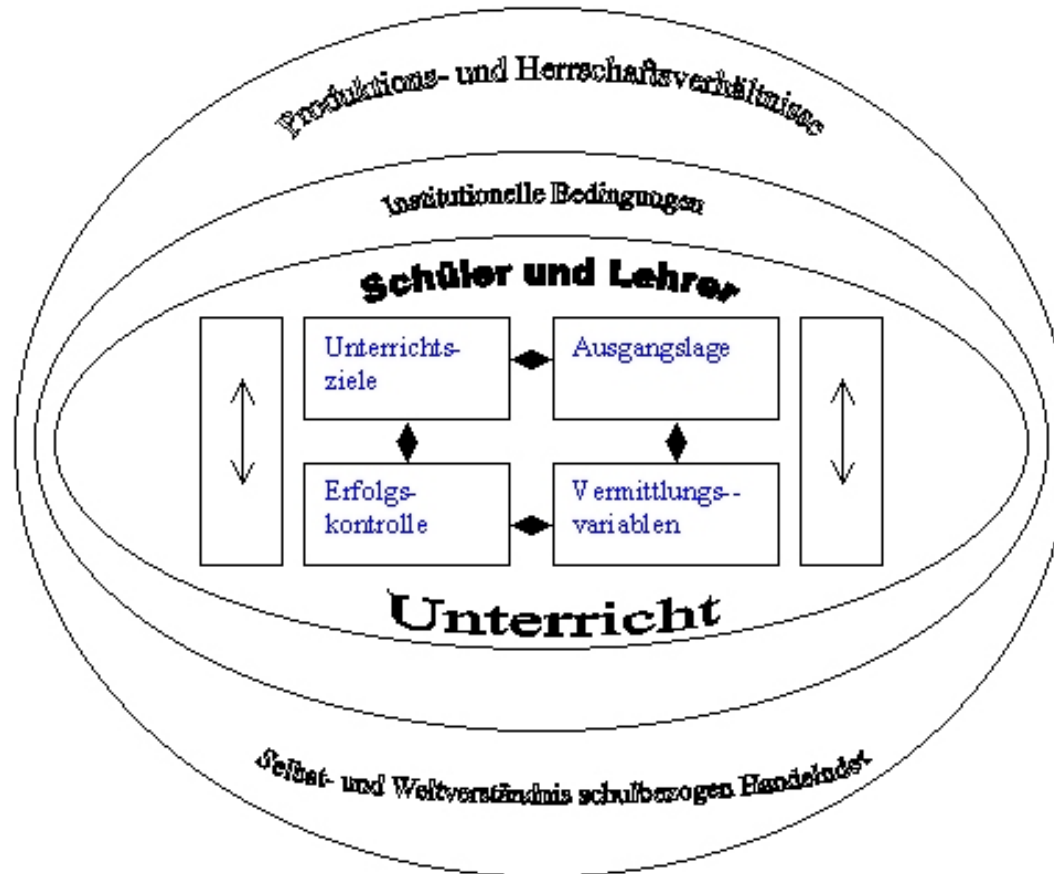 Produktions- und Herrschaftsverhältnisse
Institutionelle Bedingungen
Schüler und Lehrer
Unterrichts-
ziele
Ausgangslage
Erfolgs-
kontrolle
Vermittlungs--
variablen
Unterricht
Selbst- und Weltverständnis schulbezogen Handelndet